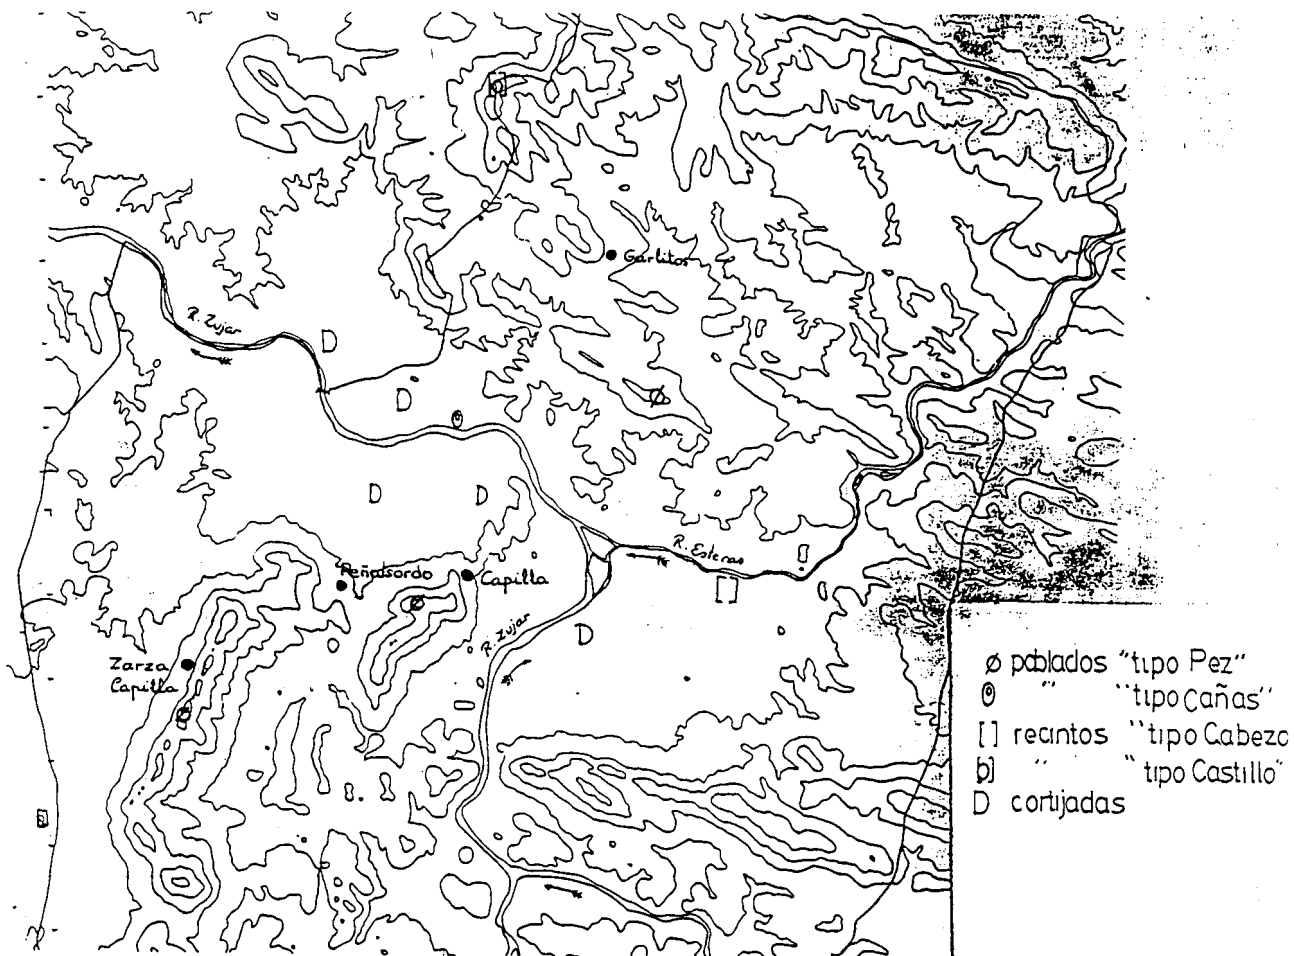 Garlitos
R. Zujar
D
D
D
D
R. Esteras
Peñalsordo
Capilla
R. Zujar
D
Zarza
Capilla
ø poblados "tipo Pez"
" "tipo Cañas"
[] recintos "tipo Cabezo
b] " "tipo Castillo"
D cortijadas